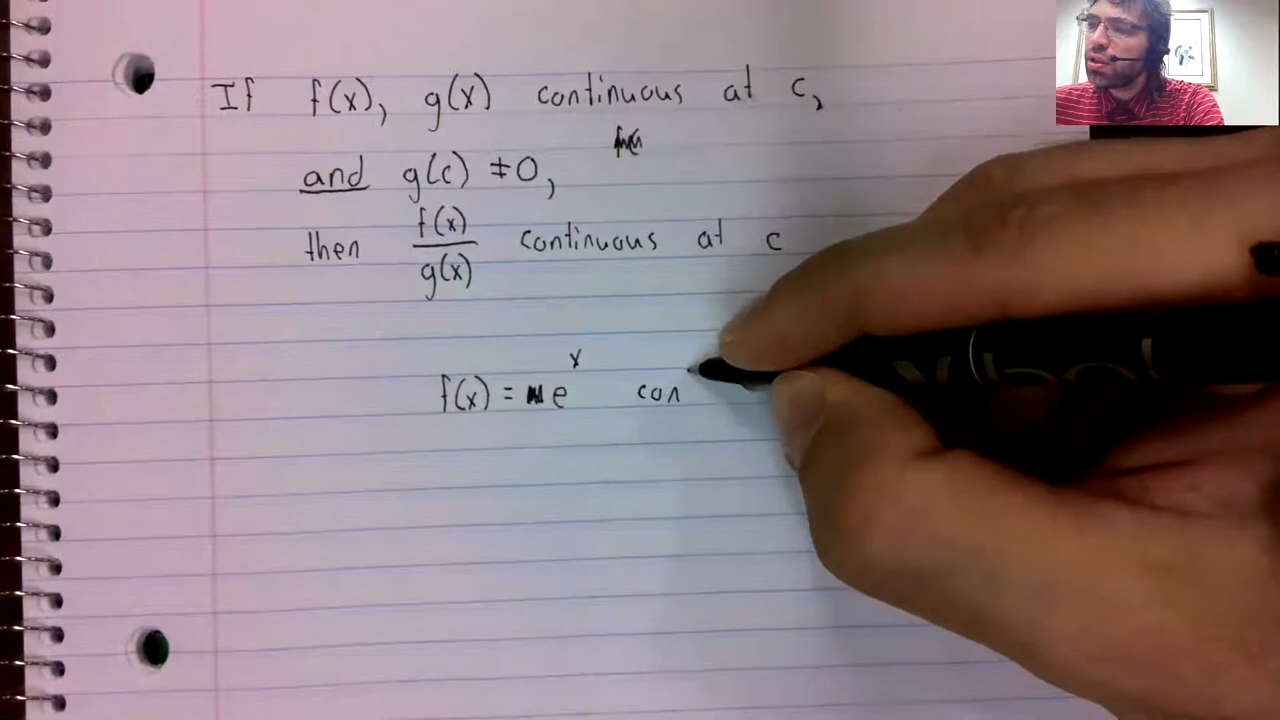 If f(x), g(x) continuous at c,
and g(c) ≠ 0,
then f(x)/g(x) continuous at c
f(x) = e^x con